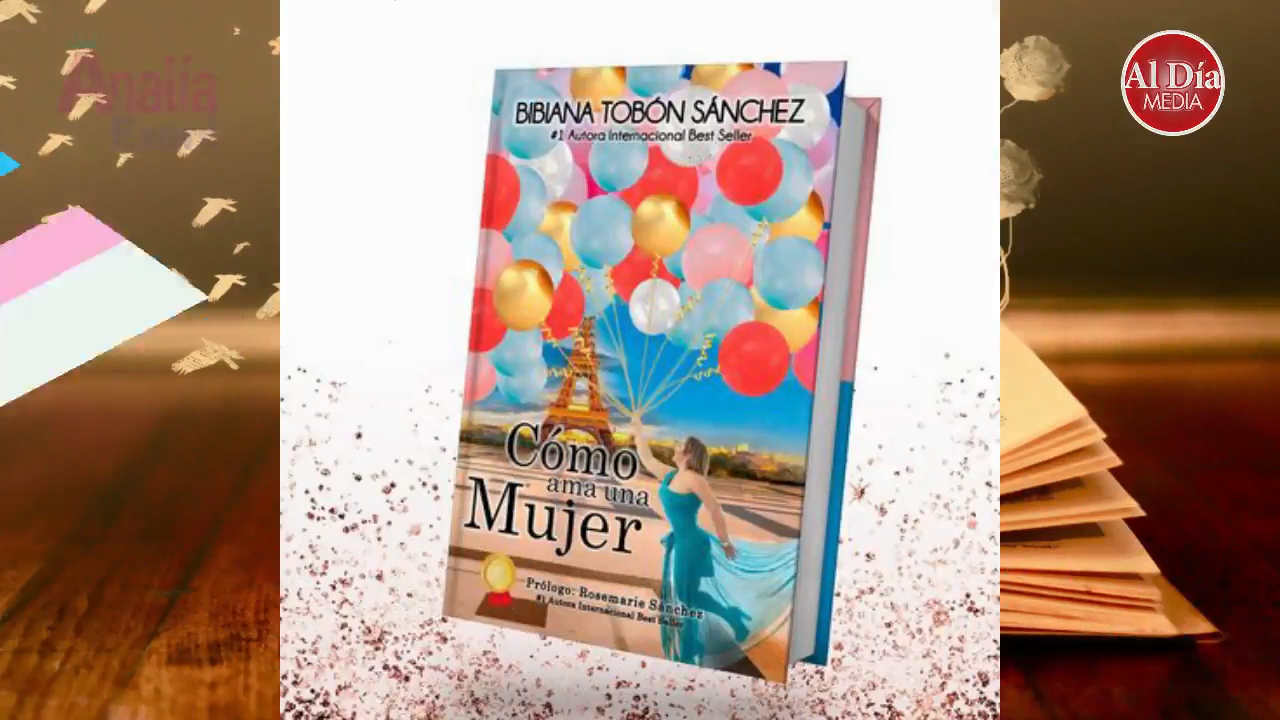 Analía
Al Día
MEDIA
BIBIANA TOBÓN SÁNCHEZ
#1 Autora Internacional Best Seller
Cómo
ama una
Mujer
Prólogo: Rosemarie Sánchez
#1 Autora Internacional Best Seller